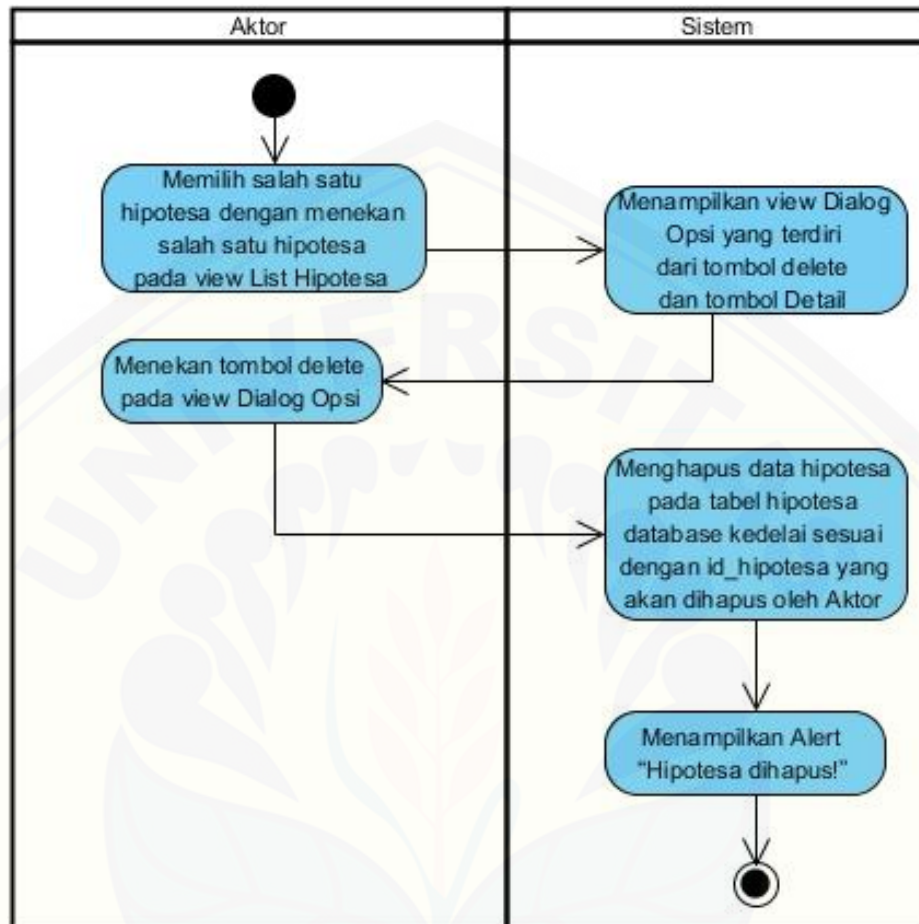 Aktor
Sistem
Memilih salah satu
hipotesa dengan menekan
salah satu hipotesa
pada view List Hipotesa
Menampilkan view Dialog
Opsi yang terdiri
dari tombol delete
dan tombol Detail
Menekan tombol delete
pada view Dialog Opsi
Menghapus data hipotesa
pada tabel hipotesa
database kedelai sesuai
dengan id_hipotesa yang
akan dihapus oleh Aktor
Menampilkan Alert
“Hipotesa dihapus!”
UNIVERSITAS